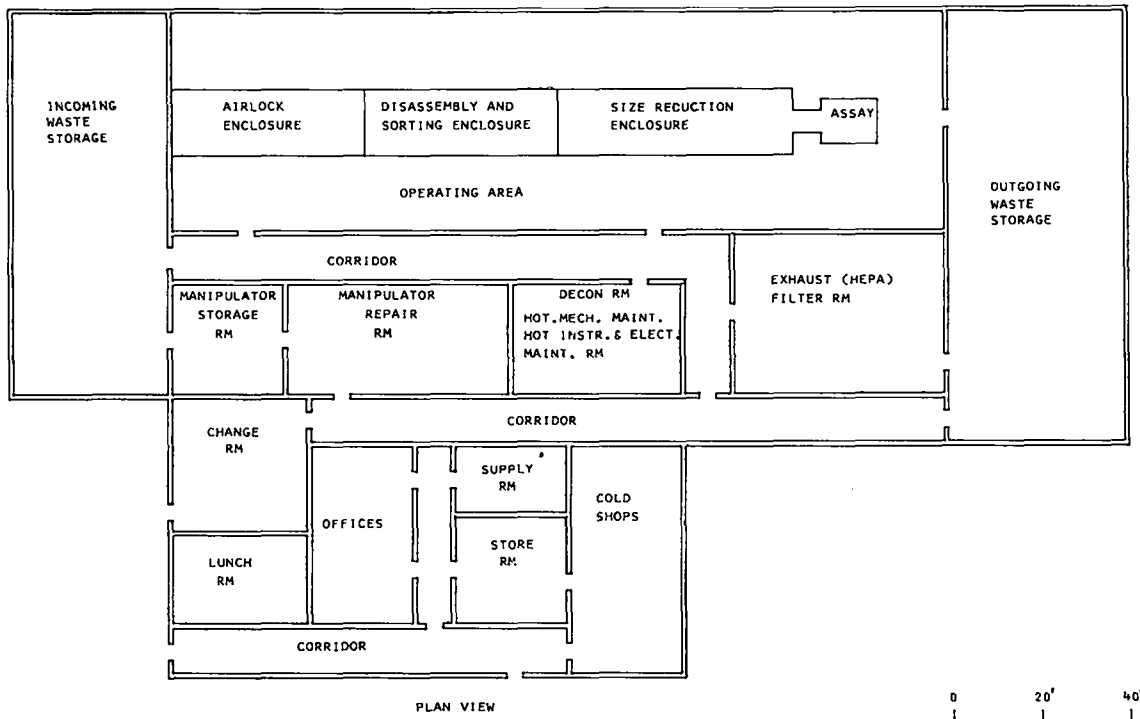 INCOMING
WASTE
STORAGE
AIRLOCK
ENCLOSURE
DISASSEMBLY AND
SORTING ENCLOSURE
SIZE REDUCTION
ENCLOSURE
ASSAY
OPERATING AREA
OUTGOING
WASTE
STORAGE
CORRIDOR
EXHAUST (HEPA)
FILTER RM
MANIPULATOR
STORAGE
RM
MANIPULATOR
REPAIR
RM
DECON RM
HOT.MECH. MAINT.
HOT INSTR.& ELECT.
MAINT. RM
CORRIDOR
CHANGE
RM
OFFICES
SUPPLY
RM
COLD
SHOPS
LUNCH
RM
STORE
RM
CORRIDOR
PLAN VIEW
0 20' 40'